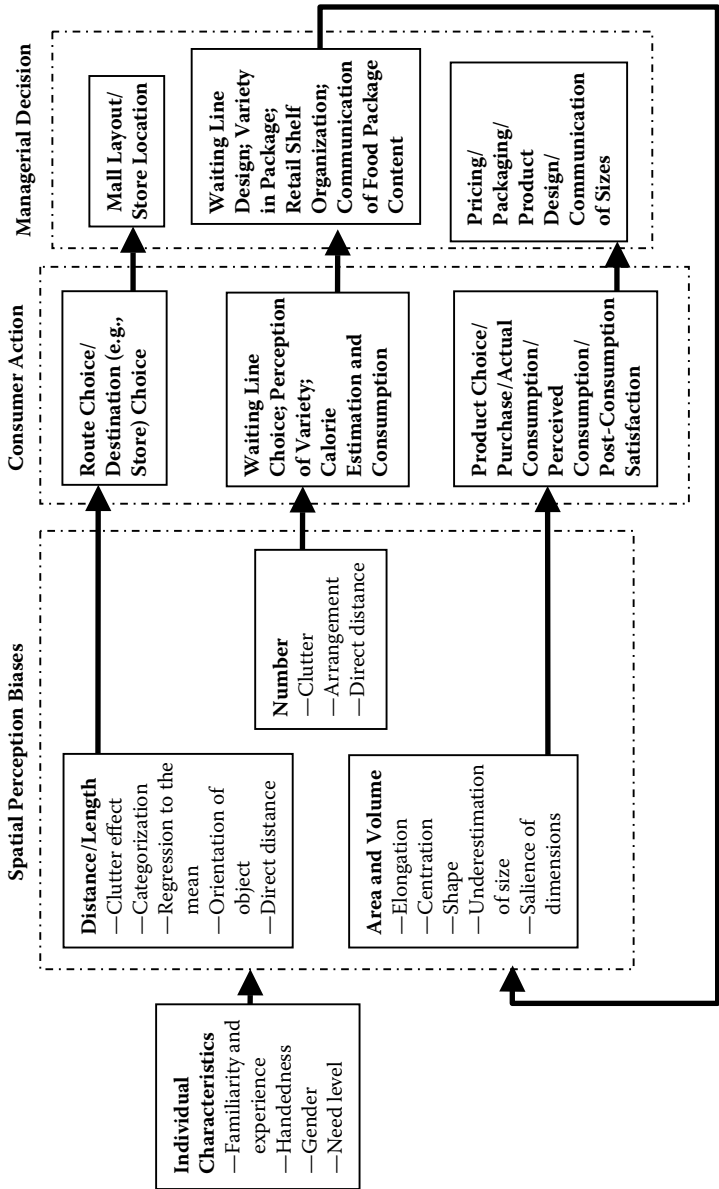 Individual
Characteristics
—Familiarity and
experience
—Handedness
—Gender
—Need level
Spatial Perception Biases
Distance/Length
—Clutter effect
—Categorization
—Regression to the
mean
—Orientation of
object
—Direct distance
Number
—Clutter
—Arrangement
—Direct distance
Area and Volume
—Elongation
—Centration
—Shape
—Underestimation
of size
—Salience of
dimensions
Consumer Action
Route Choice/
Destination (e.g.,
Store) Choice
Waiting Line
Choice; Perception
of Variety;
Calorie
Estimation and
Consumption
Product Choice/
Purchase/Actual
Consumption/
Perceived
Consumption/
Post-Consumption
Satisfaction
Managerial Decision
Mall Layout/
Store Location
Waiting Line
Design; Variety
in Package;
Retail Shelf
Organization;
Communication
of Food Package
Content
Pricing/
Packaging/
Product
Design/
Communication
of Sizes